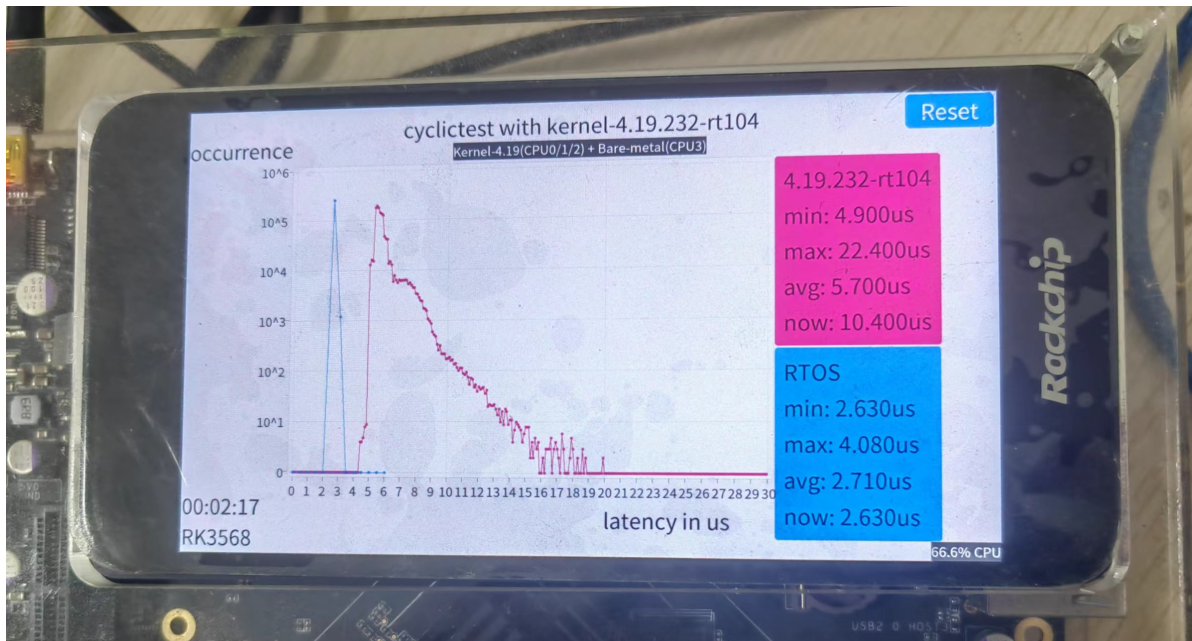 Reset
cyclictest with kernel-4.19.232-rt104
Kernel-4.19(CPU0/1/2) + Bare-metal(CPU3)
occurrence
10^6
10^5
10^4
10^3
10^2
10^1
0
0 1 2 3 4 5 6 7 8 9 10 11 12 13 14 15 16 17 18 19 20 21 22 23 24 25 26 27 28 29 30
latency in us
00:02:17
RK3568
4.19.232-rt104
min: 4.900us
max: 22.400us
avg: 5.700us
now: 10.400us
RTOS
min: 2.630us
max: 4.080us
avg: 2.710us
now: 2.630us
66.6% CPU
Rockchip
USB2.0 HOS